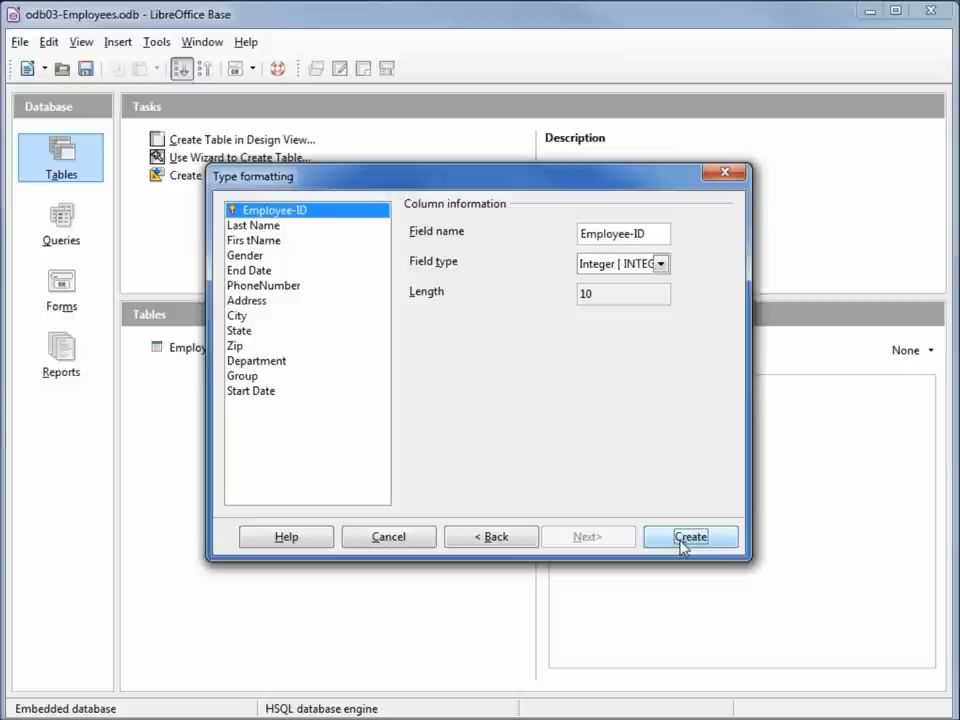 odb03-Employees.odb - LibreOffice Base
File Edit View Insert Tools Window Help
Database
Tasks
Tables
Queries
Forms
Reports
Create Table in Design View...
Use Wizard to Create Table...
Create
Description
Type formatting
Employee-ID
Last Name
Firs tName
Gender
End Date
PhoneNumber
Address
City
State
Zip
Department
Group
Start Date
Column information
Field name
Employee-ID
Field type
Integer [ INTEG
Length
10
Help
Cancel
< Back
Next>
Create
Tables
Employ
None
Embedded database
HSQL database engine